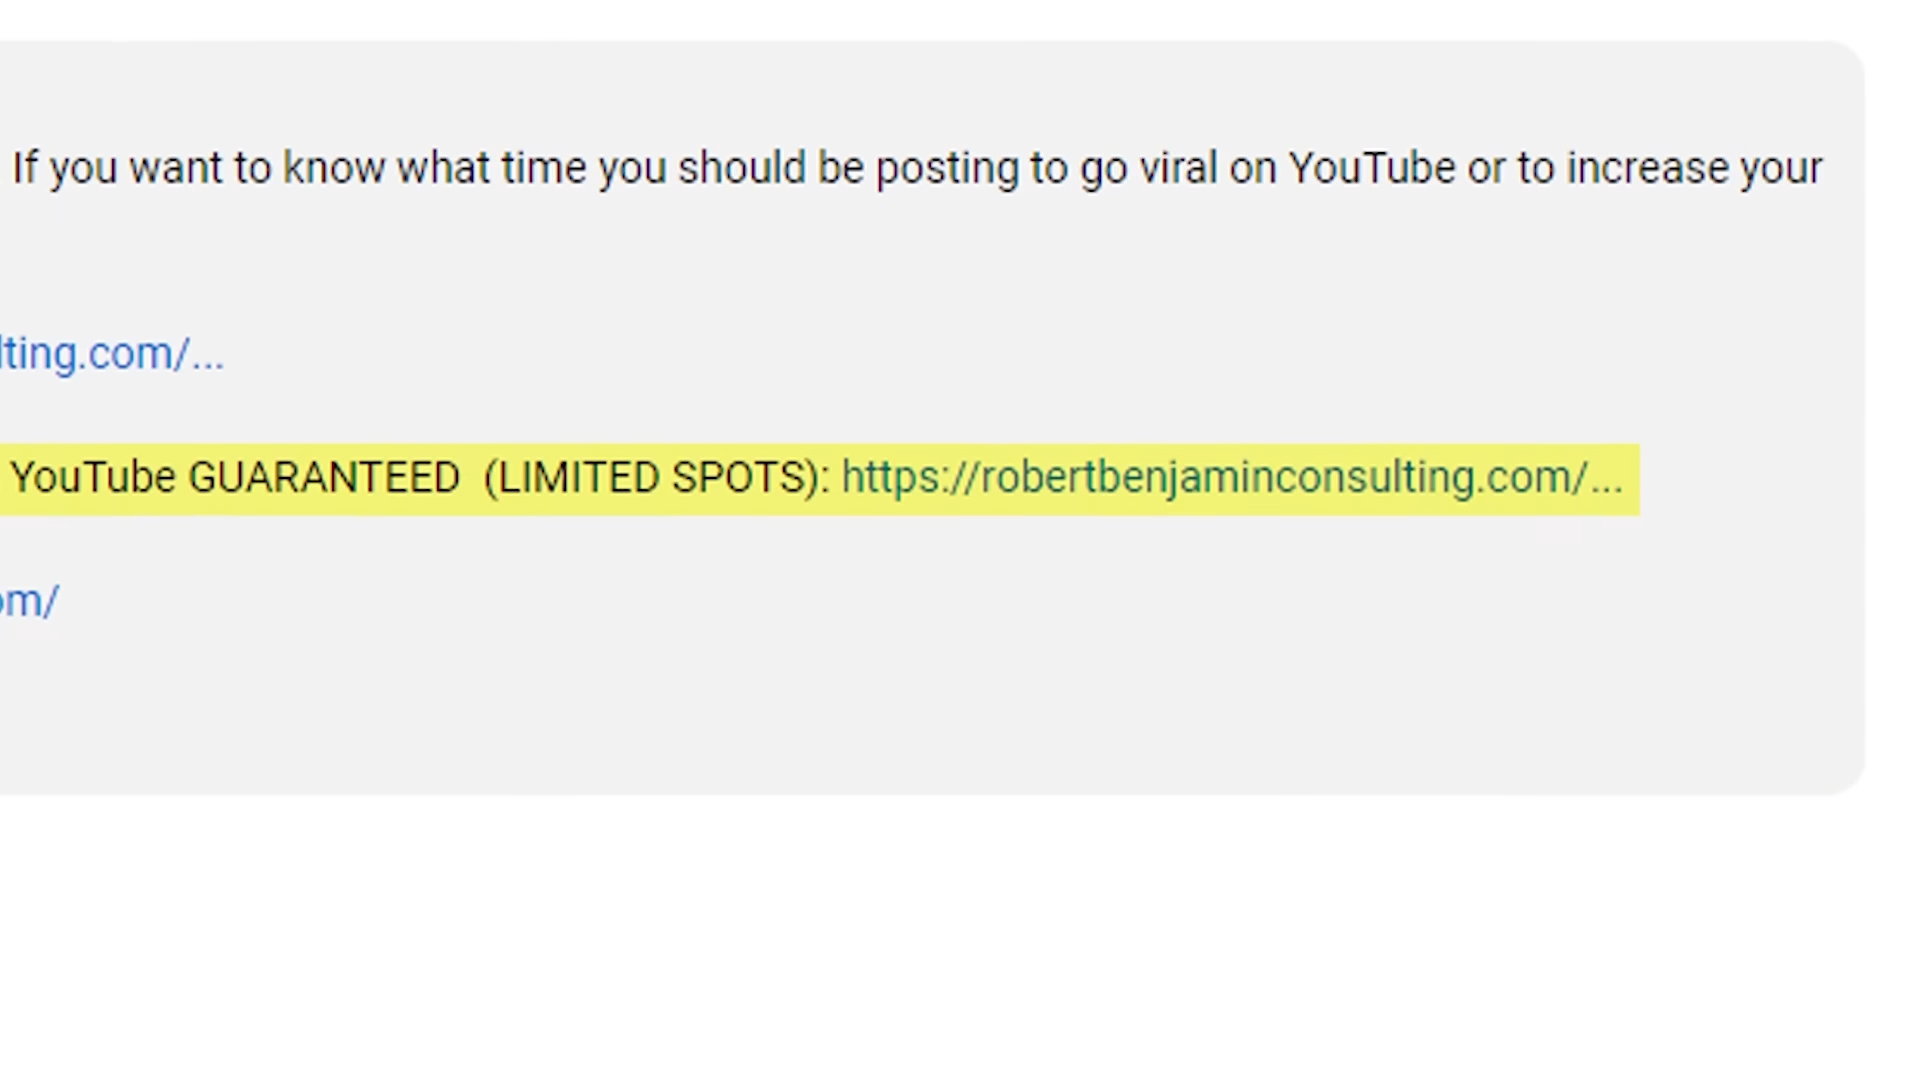 If you want to know what time you should be posting to go viral on YouTube or to increase your
lting.com/...
YouTube GUARANTEED (LIMITED SPOTS): https://robertbenjaminconsulting.com/...
om/